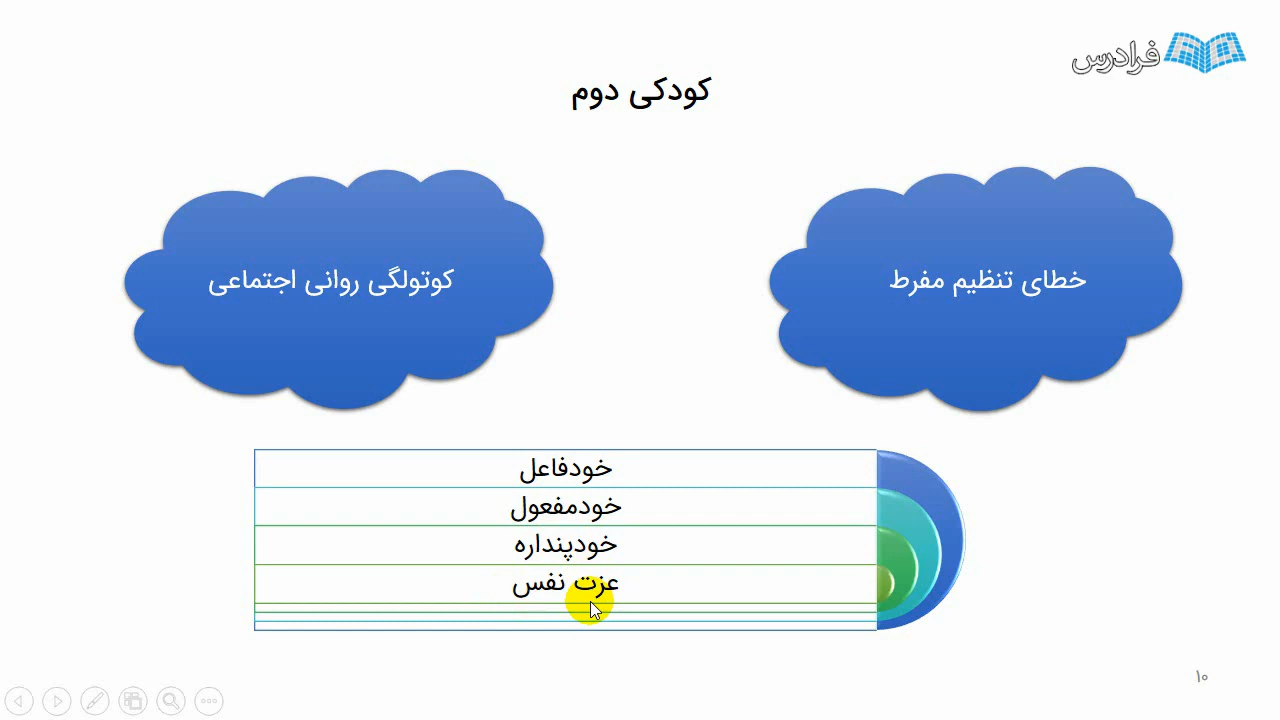 فرادرس
کودکی دوم
خطای تنظیم مفرط
کوتولگی روانی اجتماعی
خودفاعل
خودمفعول
خودپنداره
عزت نفس
۱۰